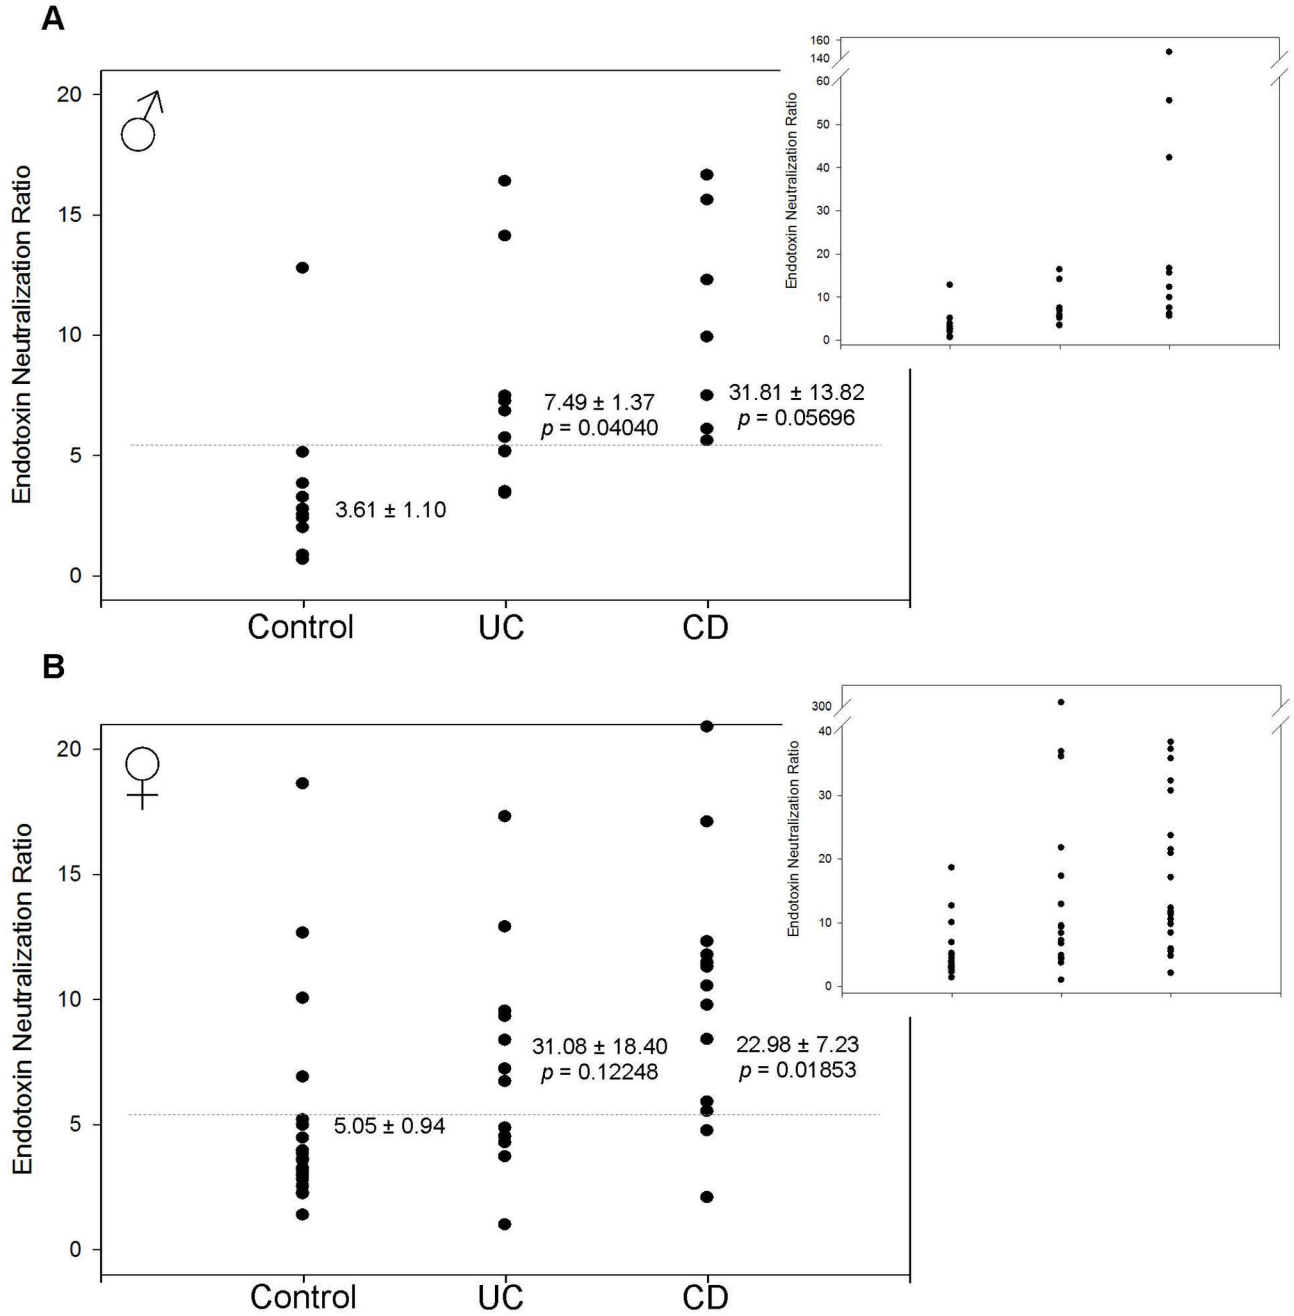 A
Endotoxin Neutralization Ratio
20
15
10
5
0
7.49 ± 1.37
p = 0.04040
31.81 ± 13.82
p = 0.05696
3.61 ± 1.10
Control UC CD
Endotoxin Neutralization Ratio
160
140
60
50
40
30
20
10
0
B
Endotoxin Neutralization Ratio
20
15
10
5
0
31.08 ± 18.40
p = 0.12248
22.98 ± 7.23
p = 0.01853
5.05 ± 0.94
Control UC CD
Endotoxin Neutralization Ratio
300
40
30
20
10
0